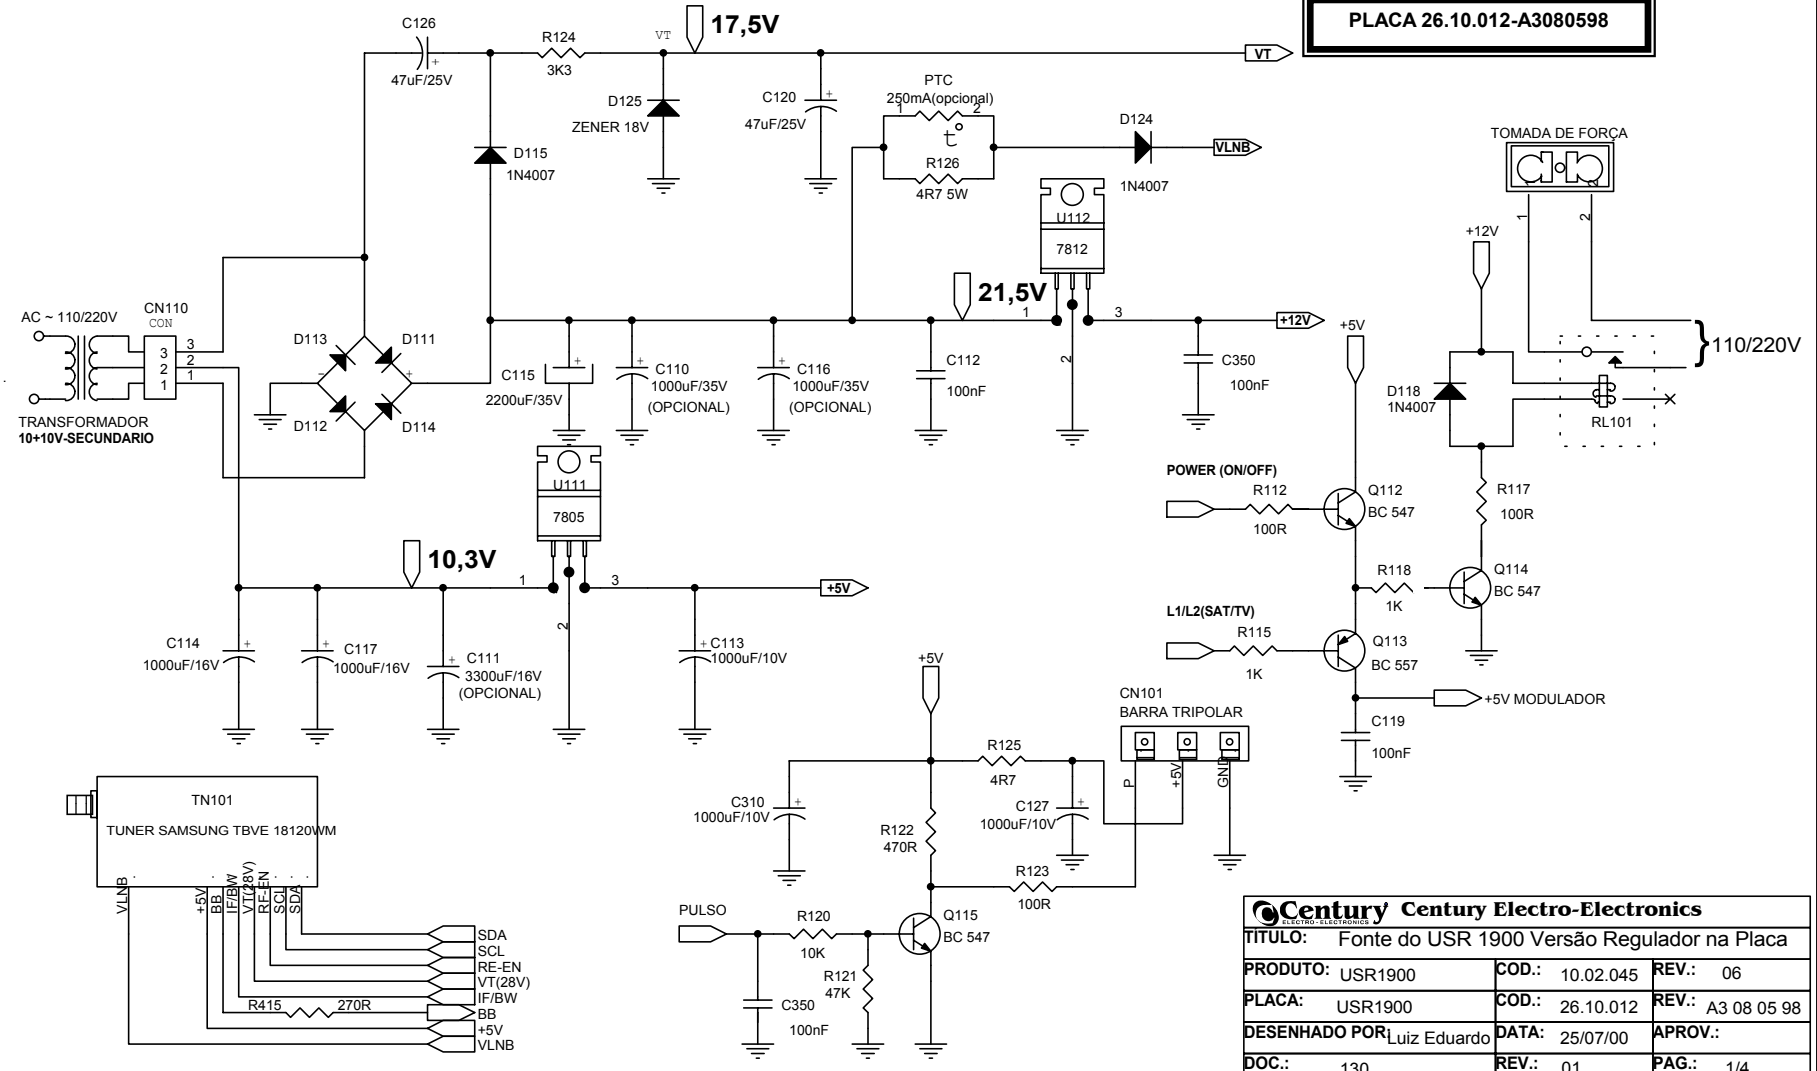 PLACA 26.10.012-A3080598
C126
47uF/25V
+
R124
3K3
VT
17,5V
VT
D125
ZENER 18V
C120
47uF/25V
+
PTC
250mA(opcional)
1
2
t°
R126
4R7 5W
D124
1N4007
VLNB
D115
1N4007
TOMADA DE FORÇA
1
2
1
2
U112
7812
21,5V
1
3
2
+12V
+12V
+5V
110/220V
AC ~ 110/220V
CN110
CON
3
2
1
3
2
1
TRANSFORMADOR
10+10V-SECUNDARIO
D113
D111
D112
D114
-
+
C115
2200uF/35V
+
C110
1000uF/35V
(OPCIONAL)
+
C116
1000uF/35V
(OPCIONAL)
+
C112
100nF
C350
100nF
D118
1N4007
RL101
U111
7805
10,3V
1
3
2
+5V
POWER (ON/OFF)
R112
100R
Q112
BC 547
R117
100R
R118
1K
Q114
BC 547
L1/L2(SAT/TV)
R115
1K
Q113
BC 557
+5V MODULADOR
C119
100nF
C114
1000uF/16V
+
C117
1000uF/16V
+
C111
3300uF/16V
(OPCIONAL)
+
C113
1000uF/10V
+
+5V
CN101
BARRA TRIPOLAR
P
+5V
GND
R125
4R7
C310
1000uF/10V
+
C127
1000uF/10V
+
R122
470R
R123
100R
PULSO
R120
10K
Q115
BC 547
R121
47K
C350
100nF
TN101
TUNER SAMSUNG TBVE 18120WM
VLNB
+5V
BB
IF/BW
VT(28V)
RF-EN
SCL
SDA
SDA
SCL
RE-EN
VT(28V)
IF/BW
R415
270R
BB
+5V
VLNB
Century
ELECTRO-ELECTRONICS
Century Electro-Electronics
TÍTULO: Fonte do USR 1900 Versão Regulador na Placa
PRODUTO: USR1900 COD.: 10.02.045 REV.: 06
PLACA: USR1900 COD.: 26.10.012 REV.: A3 08 05 98
DESENHADO POR: Luiz Eduardo DATA: 25/07/00 APROV.:
DOC.: 130 REV.: 01 PAG.: 1/4